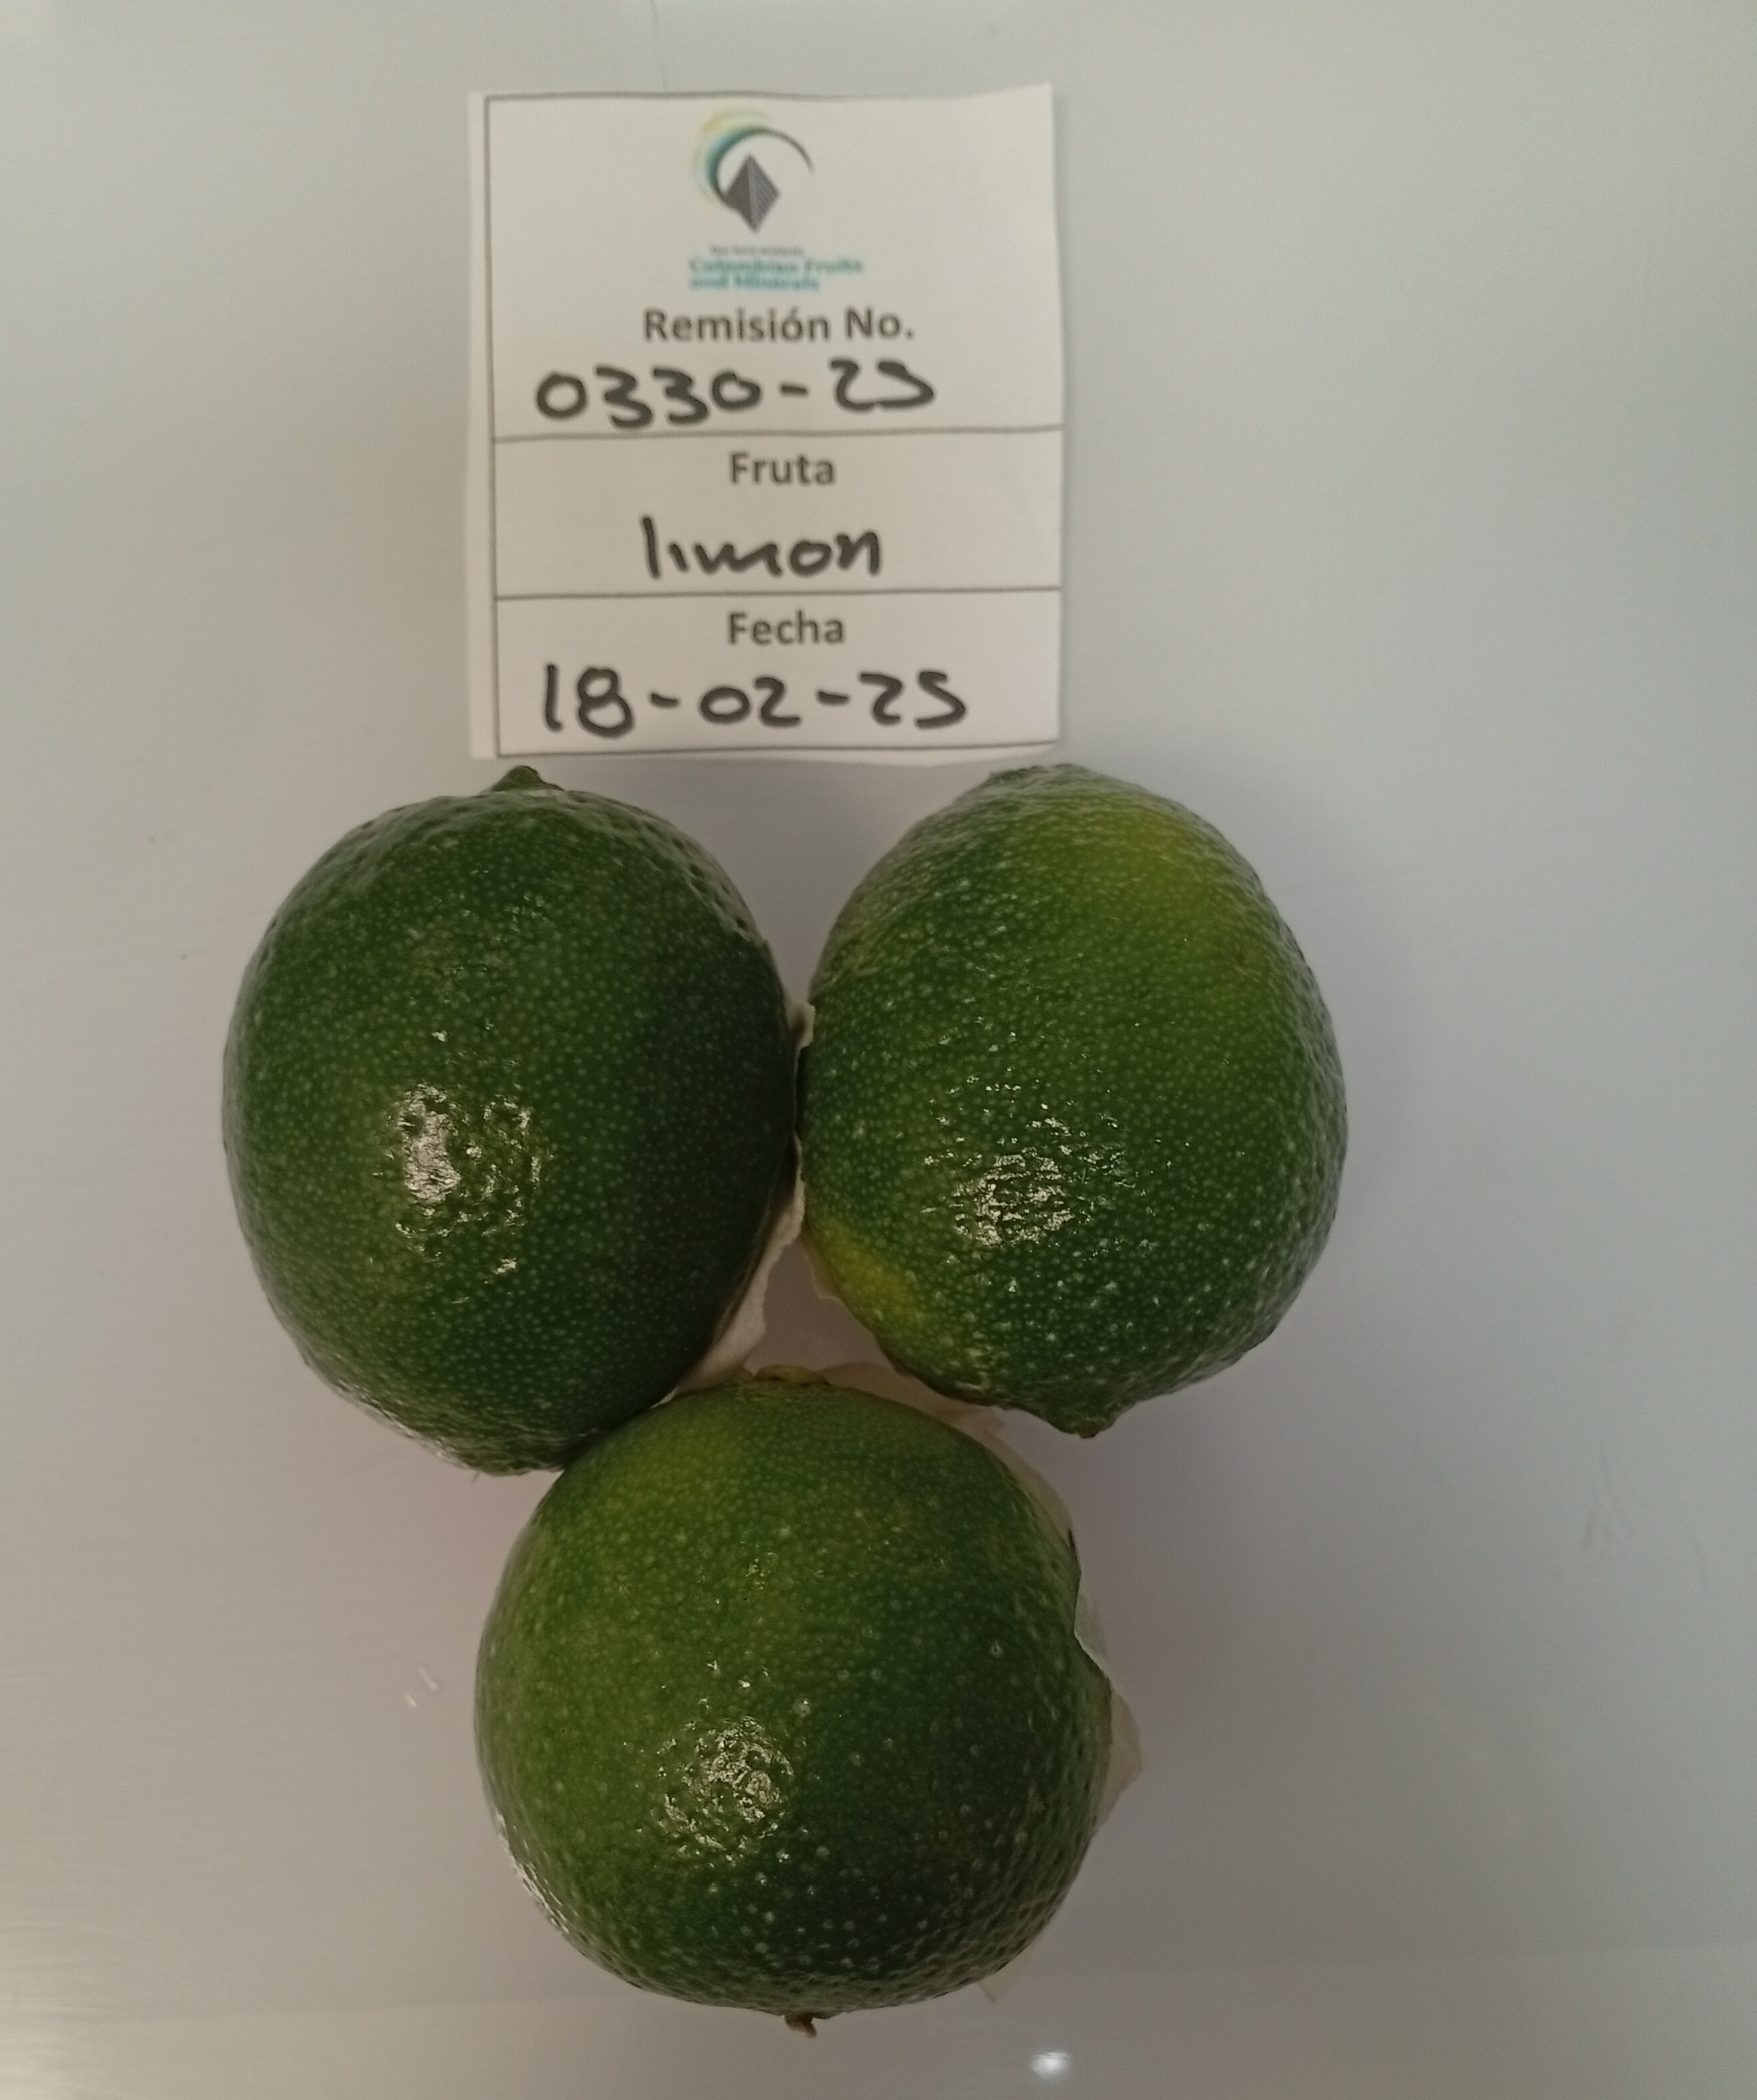 Colombian Fruits
and Minerals
Remisión No.
0330-25
Fruta
limon
Fecha
18-02-25